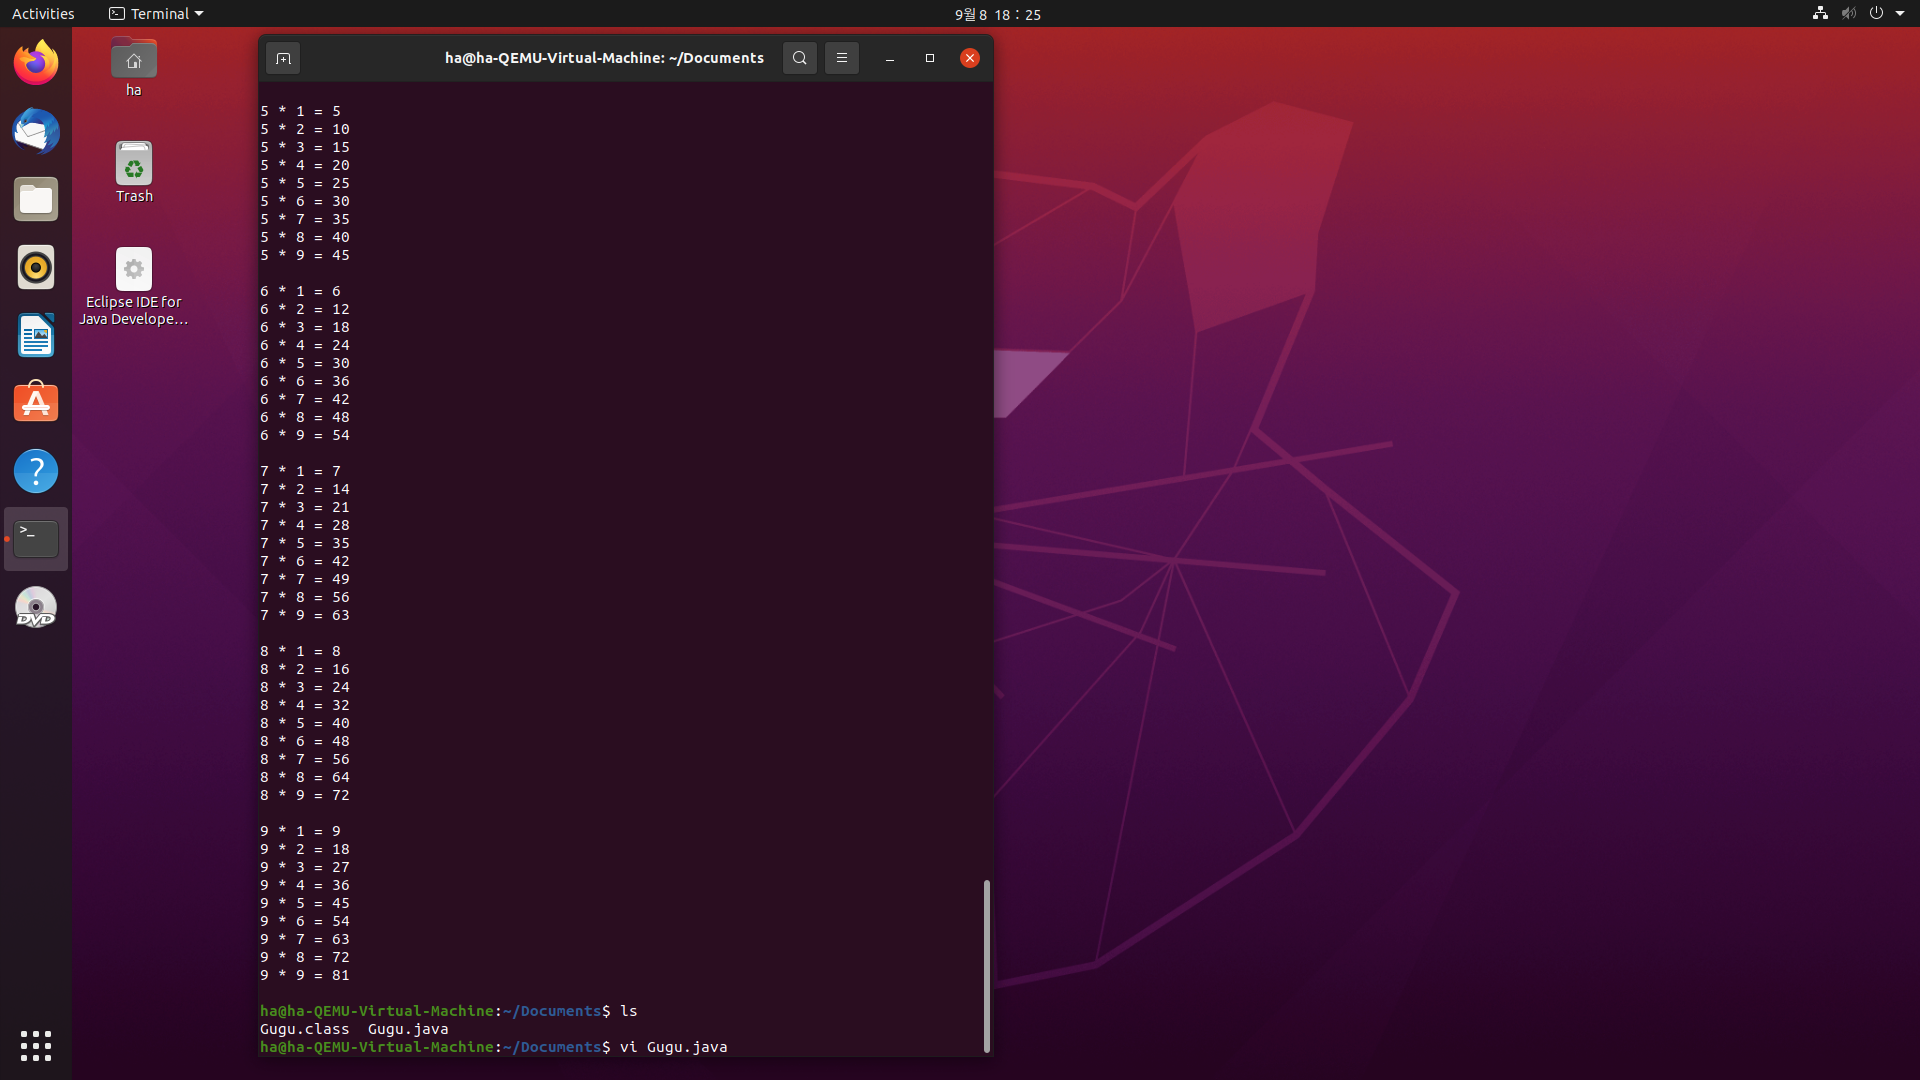 Activities
Terminal
9월 8 18 : 25
ha
Trash
Eclipse IDE for
Java Develope...
DVD
ha@ha-QEMU-Virtual-Machine: ~/Documents
5 * 1 = 5
5 * 2 = 10
5 * 3 = 15
5 * 4 = 20
5 * 5 = 25
5 * 6 = 30
5 * 7 = 35
5 * 8 = 40
5 * 9 = 45
6 * 1 = 6
6 * 2 = 12
6 * 3 = 18
6 * 4 = 24
6 * 5 = 30
6 * 6 = 36
6 * 7 = 42
6 * 8 = 48
6 * 9 = 54
7 * 1 = 7
7 * 2 = 14
7 * 3 = 21
7 * 4 = 28
7 * 5 = 35
7 * 6 = 42
7 * 7 = 49
7 * 8 = 56
7 * 9 = 63
8 * 1 = 8
8 * 2 = 16
8 * 3 = 24
8 * 4 = 32
8 * 5 = 40
8 * 6 = 48
8 * 7 = 56
8 * 8 = 64
8 * 9 = 72
9 * 1 = 9
9 * 2 = 18
9 * 3 = 27
9 * 4 = 36
9 * 5 = 45
9 * 6 = 54
9 * 7 = 63
9 * 8 = 72
9 * 9 = 81
ha@ha-QEMU-Virtual-Machine:~/Documents$ ls
Gugu.class  Gugu.java
ha@ha-QEMU-Virtual-Machine:~/Documents$ vi Gugu.java